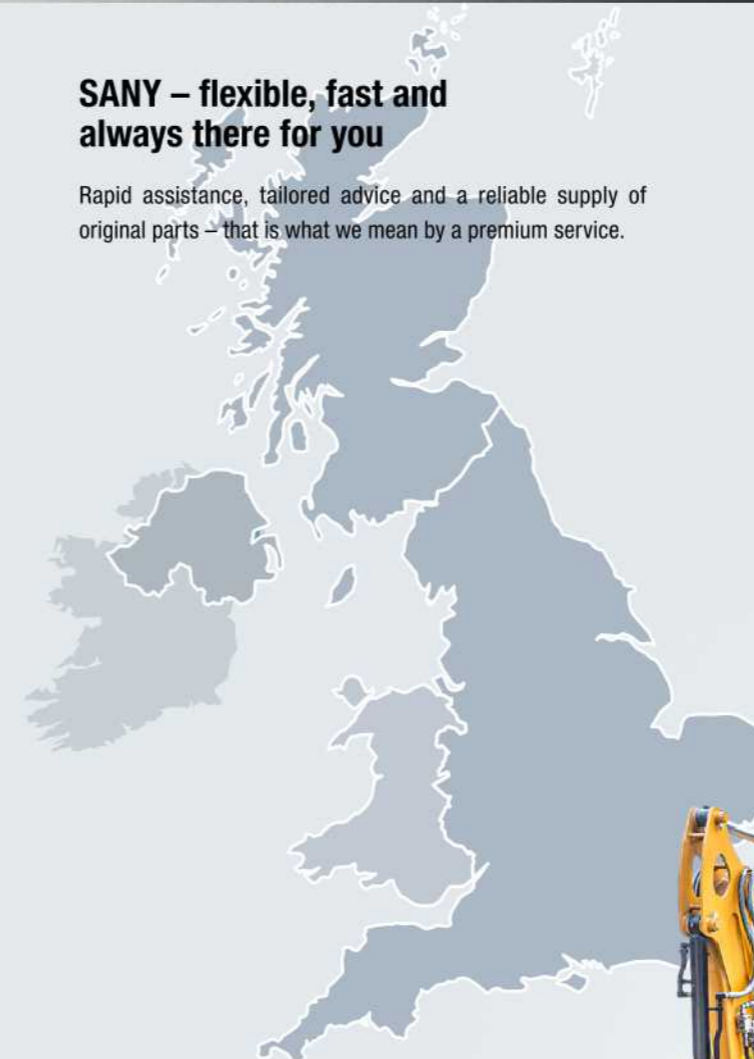 SANY – flexible, fast and
always there for you
Rapid assistance, tailored advice and a reliable supply of
original parts – that is what we mean by a premium service.